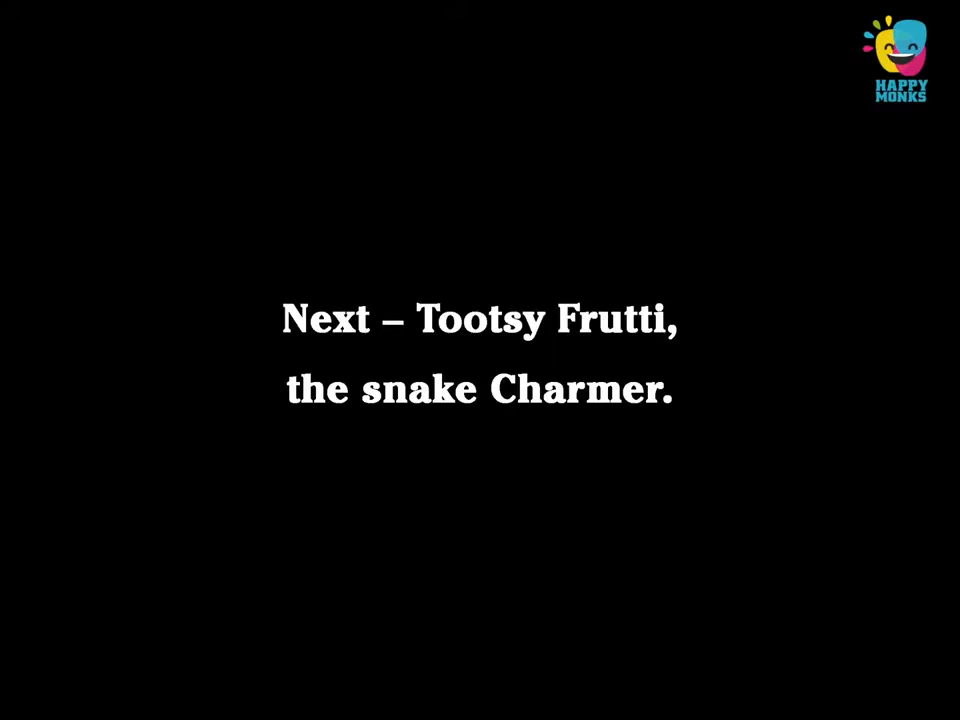 HAPPY
MONKS
Next – Tootsy Frutti,
the snake Charmer.